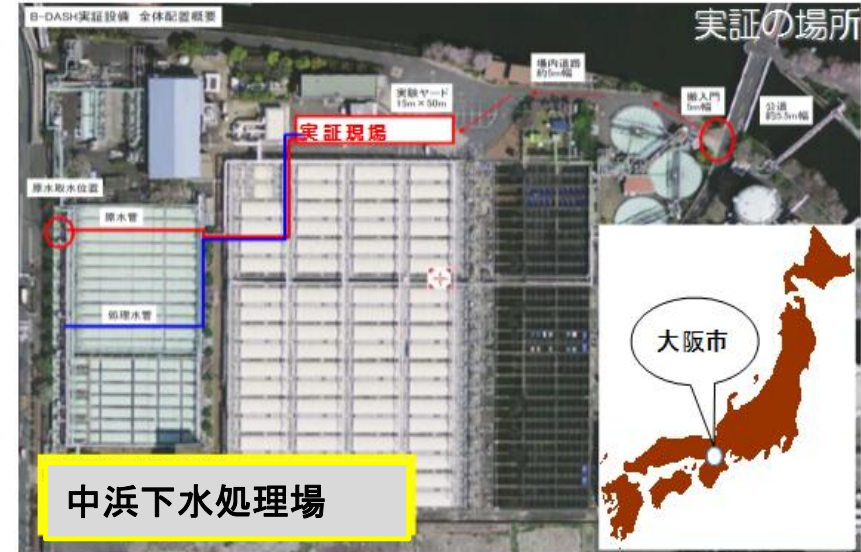 B-DASH実証設備 全体配置概要
実証の場所
場内道路
約5m幅
実験ヤード
15m×50m
搬入門
5m幅
公道
約5.5m幅
実証現場
原水取水位置
原水管
処理水管
大阪市
中浜下水処理場